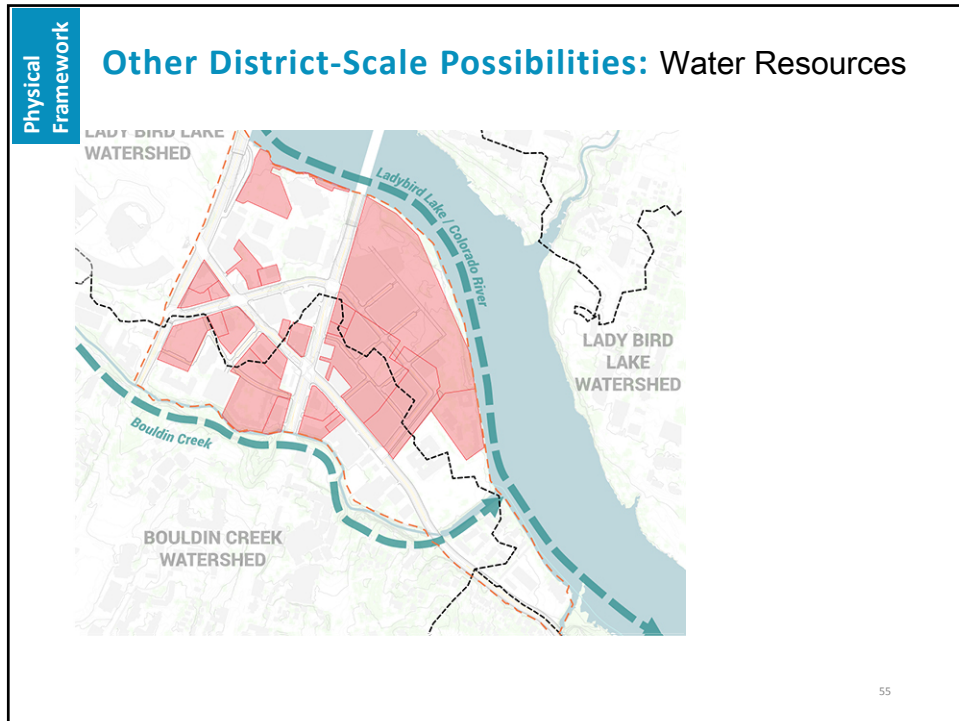 Physical
Framework
Other District-Scale Possibilities: Water Resources
LADY BIRD LAKE
WATERSHED
Ladybird Lake / Colorado River
LADY BIRD
LAKE
WATERSHED
Bouldin Creek
BOULDIN CREEK
WATERSHED
55